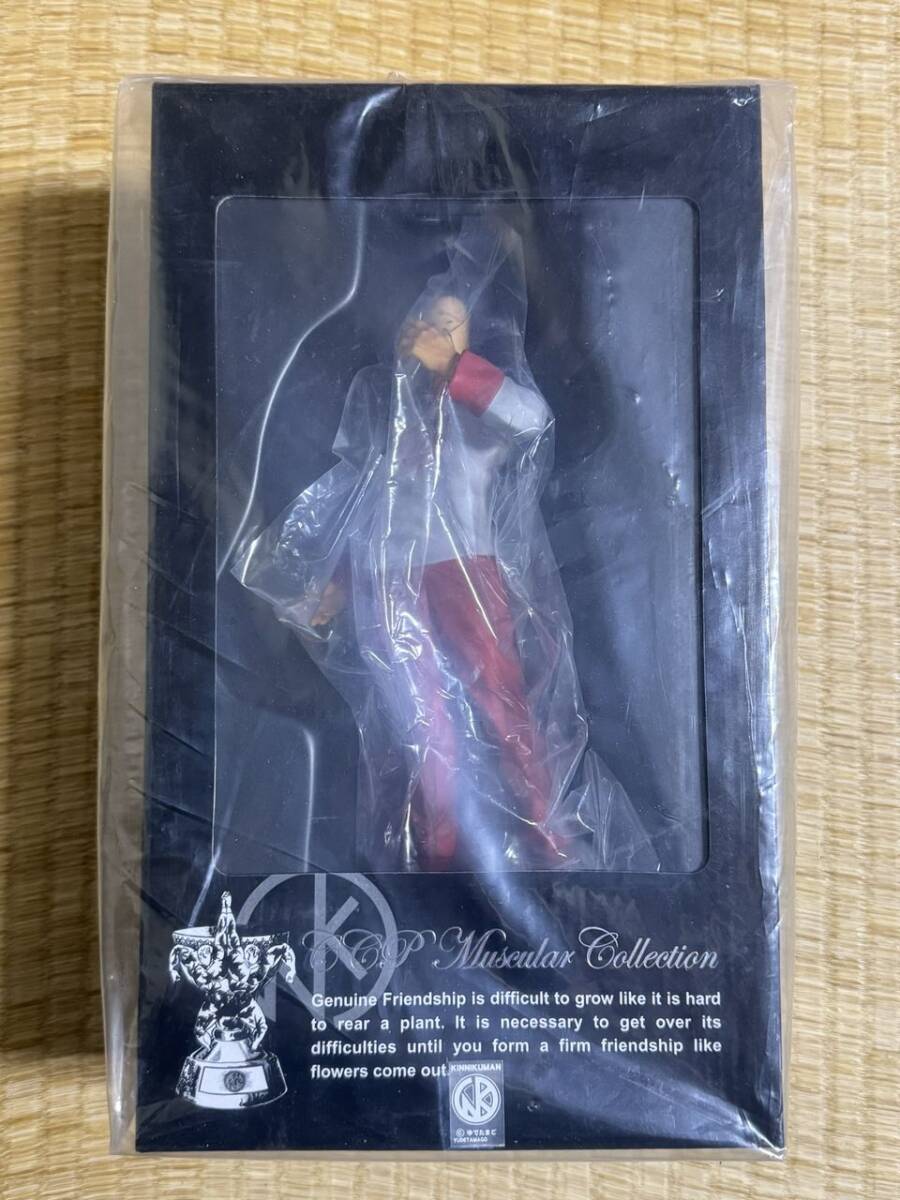 CCP Muscular Collection
Genuine Friendship is difficult to grow like it is hard
to rear a plant. It is necessary to get over its
difficulties until you form a firm friendship like
flowers come out.
KINNIKUMAN
© ゆでたまご
YUDETAMAGO